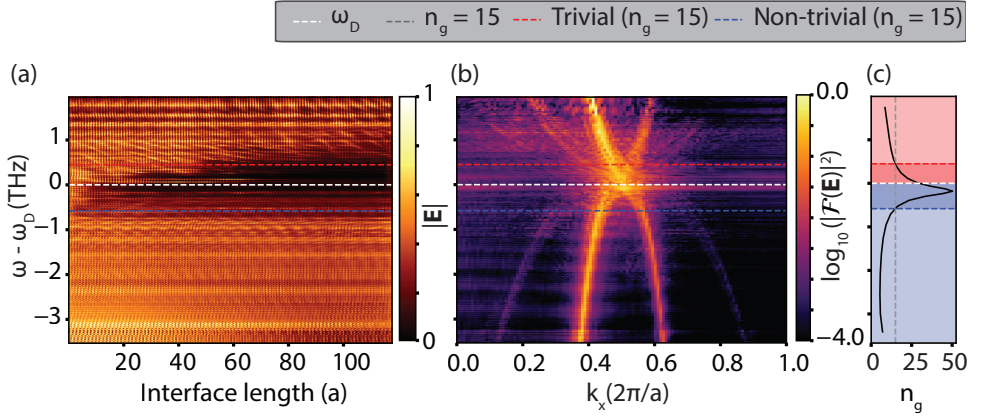 ω_D n_g = 15 Trivial (n_g = 15) Non-trivial (n_g = 15)
(a) (b) (c)
ω - ω_D (THz)
1
0
−1
−2
−3
20 40 60 80 100
Interface length (a)
1
|E|
0
0.0 0.2 0.4 0.6 0.8 1.0
k_x(2π/a)
0.0
log_10(|𝓕(E)|²)
−4.0
0 25 50
n_g